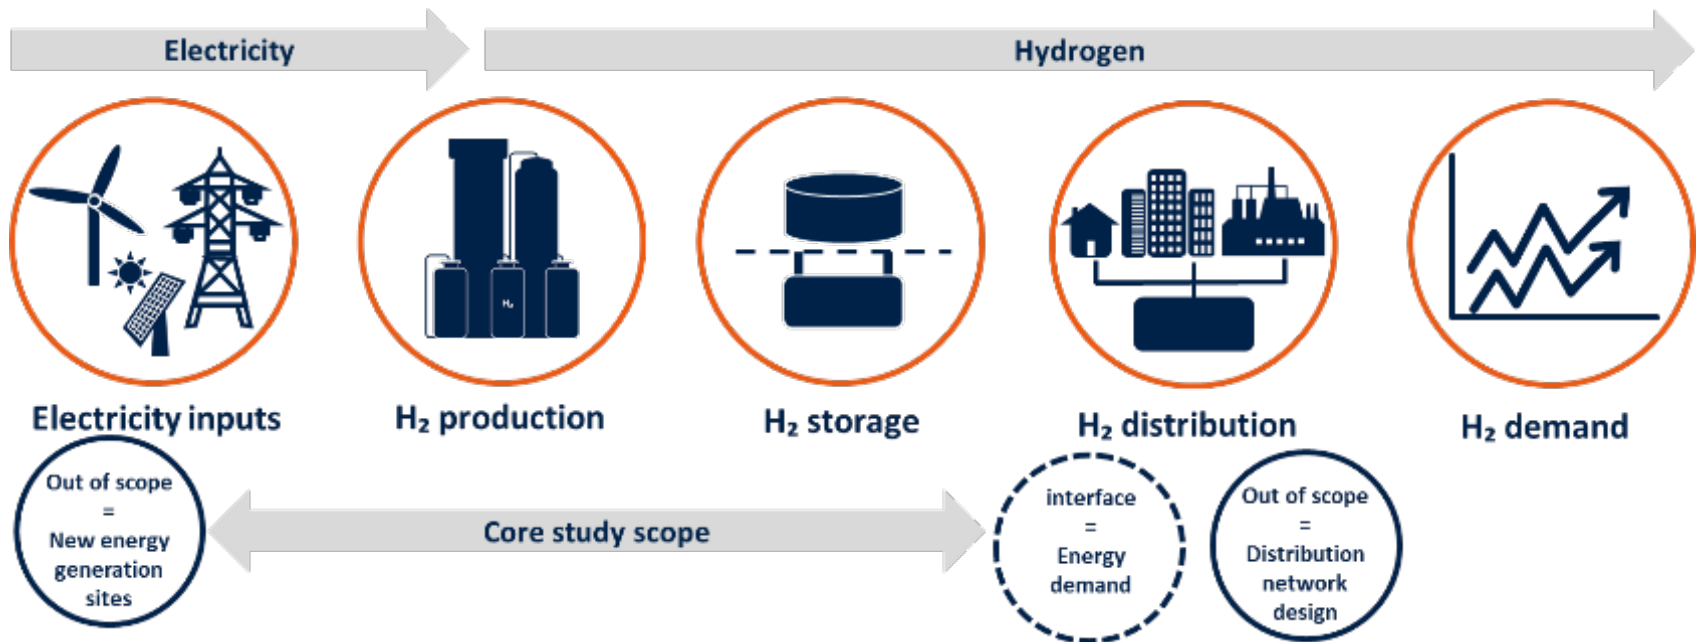 Electricity
Hydrogen
H₂
Electricity inputs
H₂ production
H₂ storage
H₂ distribution
H₂ demand
Out of scope
=
New energy
generation
sites
Core study scope
interface
=
Energy
demand
Out of scope
=
Distribution
network
design